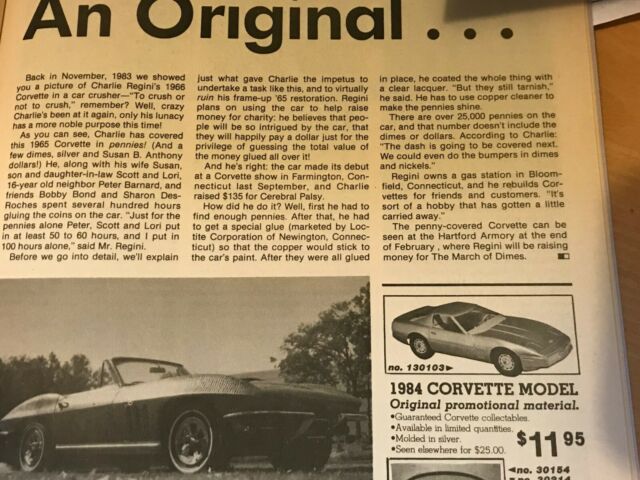 An Original . . .
Back in November, 1983 we showed
you a picture of Charlie Regini's 1966
Corvette in a car crusher—"To crush or
not to crush," remember? Well, crazy
Charlie's been at it again, only his lunacy
has a more noble purpose this time!
As you can see, Charlie has covered
this 1965 Corvette in pennies! (And a
few dimes, silver and Susan B. Anthony
dollars!) He, along with his wife Susan,
son and daughter-in-law Scott and Lori,
16-year old neighbor Peter Barnard, and
friends Bobby Bond and Sharon Des-
Roches spent several hundred hours
gluing the coins on the car. "Just for the
pennies alone Peter, Scott and Lori put
in at least 50 to 60 hours, and I put in
100 hours alone," said Mr. Regini.
Before we go into detail, we'll explain
just what gave Charlie the impetus to
undertake a task like this, and to virtually
ruin his frame-up '65 restoration. Regini
plans on using the car to help raise
money for charity: he believes that peo-
ple will be so intrigued by the car, that
they will happily pay a dollar just for the
privilege of guessing the total value of
the money glued all over it!
And he's right: the car made its debut
at a Corvette show in Farmington, Con-
necticut last September, and Charlie
raised $135 for Cerebral Palsy.
How did he do it? Well, first he had to
find enough pennies. After that, he had
to get a special glue (marketed by Loc-
tite Corporation of Newington, Connec-
ticut) so that the copper would stick to
the car's paint. After they were all glued
in place, he coated the whole thing with
a clear lacquer. "But they still tarnish,"
he said. He has to use copper cleaner to
make the pennies shine.
There are over 25,000 pennies on the
car, and that number doesn't include the
dimes or dollars. According to Charlie:
"The dash is going to be covered next.
We could even do the bumpers in dimes
and nickels."
Regini owns a gas station in Bloom-
field, Connecticut, and he rebuilds Cor-
vettes for friends and customers. "It's
sort of a hobby that has gotten a little
carried away."
The penny-covered Corvette can be
seen at the Hartford Armory at the end
of February , where Regini will be raising
money for The March of Dimes.
no. 130103►
1984 CORVETTE MODEL
Original promotional material.
•Guaranteed Corvette collectables.
•Available in limited quantities.
•Molded in silver.
•Seen elsewhere for $25.00.
$11 95
◄no. 30154